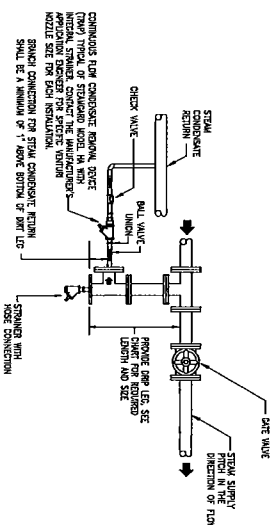 STEAM
CONDENSATE
RETURN
GATE VALVE
STEAM SUPPLY
PITCH IN THE
DIRECTION OF FLOW
CHECK VALVE
BALL VALVE
UNION
CONTINUOUS FLOW CONDENSATE REMOVAL DEVICE
(TRAP) TYPICAL OF STEAMGARD MODEL HA WITH
INTEGRAL STRAINER. CONTACT THE MANUFACTURER'S
APPLICATION ENGINEER FOR SPECIFIC VENTURI
NOZZLE SIZE FOR EACH INSTALLATION.
PROVIDE DRIP LEG, SEE
CHART FOR REQUIRED
LENGTH AND SIZE
BRANCH CONNECTION FOR STEAM CONDENSATE RETURN
SHALL BE A MINIMUM OF 1" ABOVE BOTTOM OF DIRT LEG
STRAINER WITH
HOSE CONNECTION